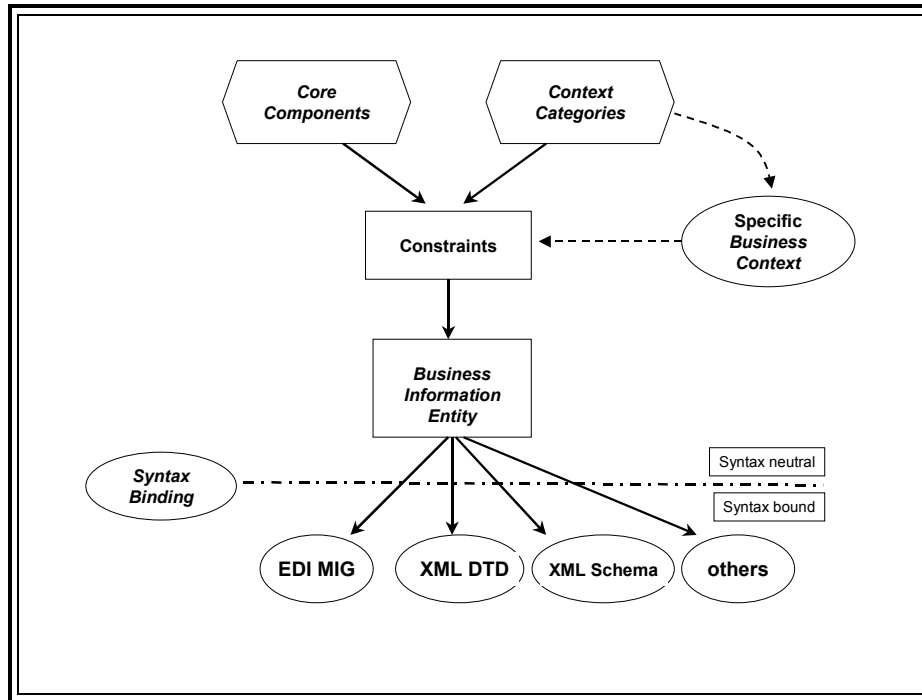 Core
Components
Context
Categories
Constraints
Specific
Business
Context
Business
Information
Entity
Syntax neutral
Syntax
Binding
Syntax bound
EDI MIG
XML DTD
XML Schema
others